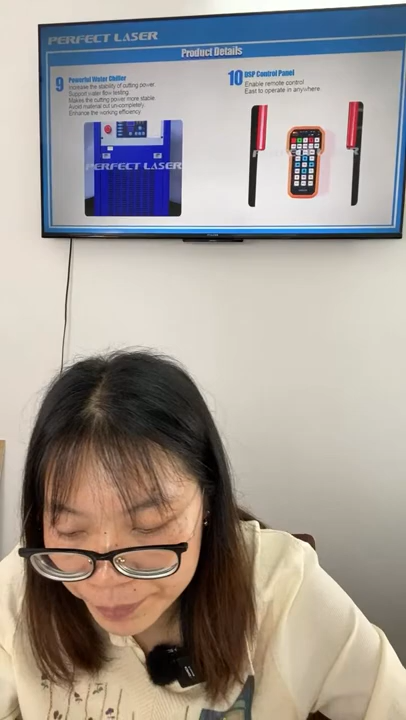 PERFECT LASER
Product Details
9 Powerful Water Chiller
Increase the stability of cutting power.
Support water flow testing.
Makes the cutting power more stable.
Avoid material cut uncompletely.
Enhance the working efficiency
10 DSP Control Panel
Enable remote control
Easy to operate in anywhere.
PERFECT LASER